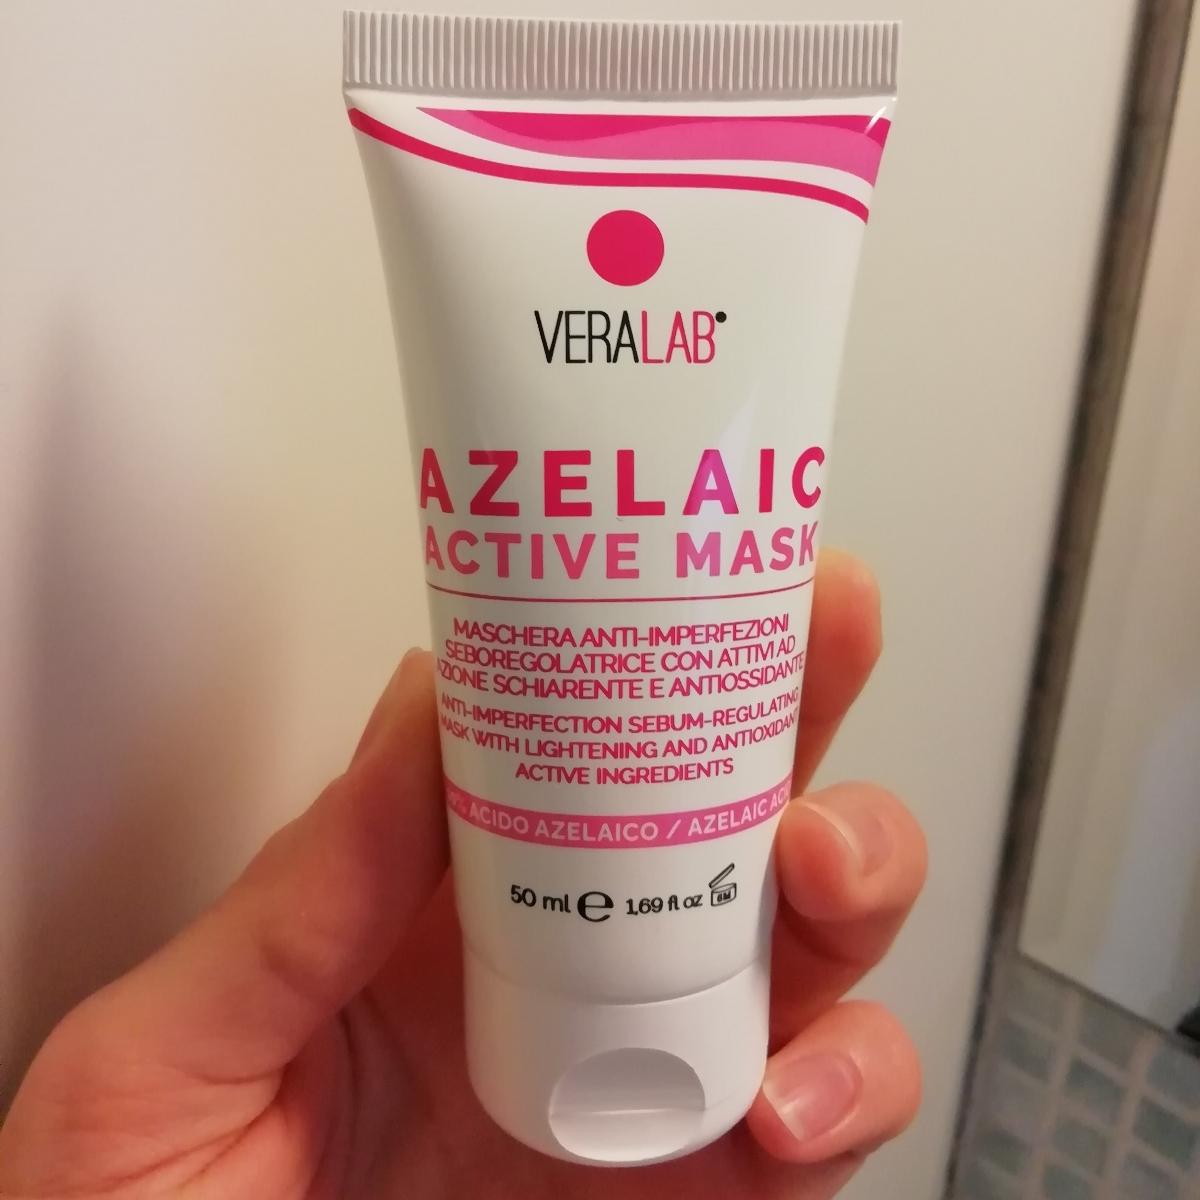 VERALAB
AZELAIC
ACTIVE MASK
MASCHERA ANTI-IMPERFEZIONI
SEBOREGOLATRICE CON ATTIVI AD
AZIONE SCHIARENTE E ANTIOSSIDANTE
ANTI-IMPERFECTION SEBUM-REGULATING
MASK WITH LIGHTENING AND ANTIOXIDANT
ACTIVE INGREDIENTS
ACIDO AZELAICO / AZELAIC
50 ml e 1.69 fl oz 6M